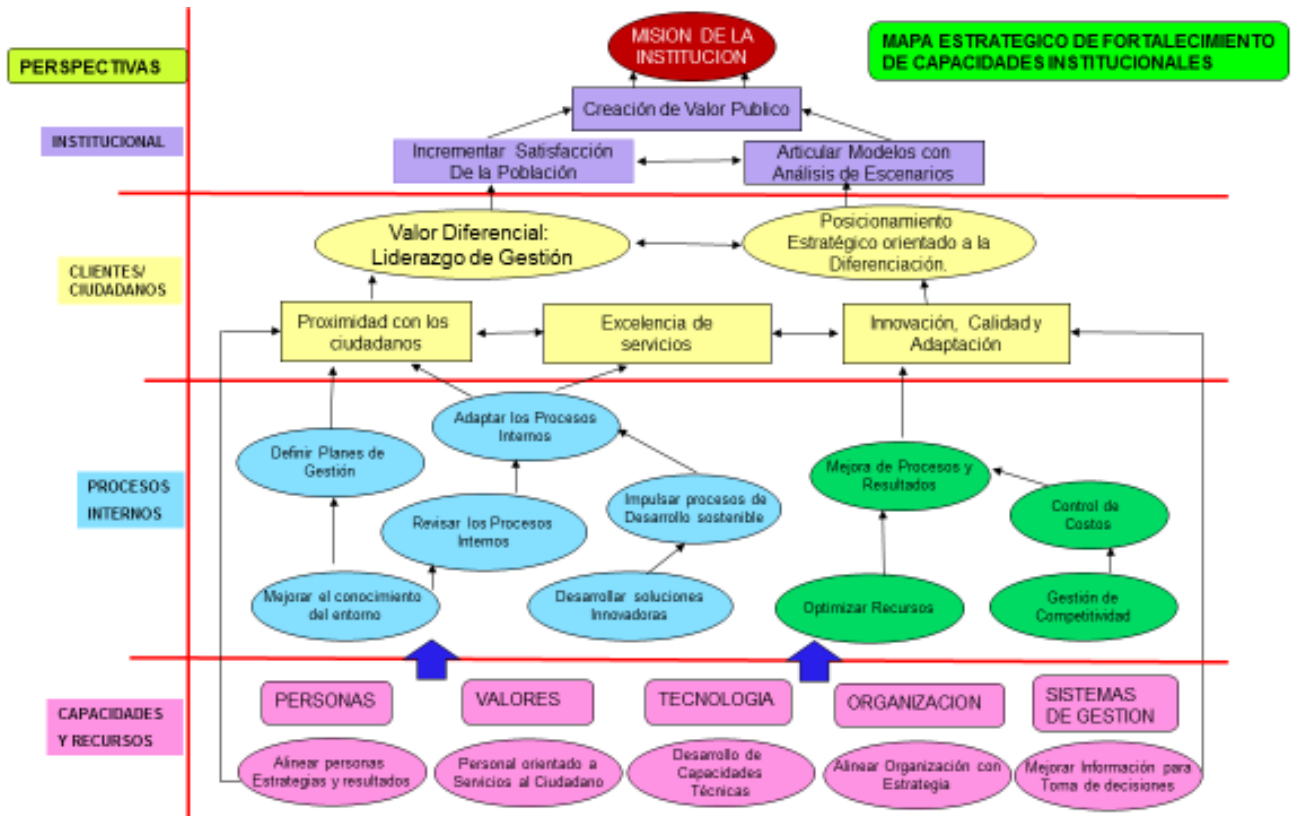 MISION DE LA
INSTITUCION
MAPA ESTRATEGICO DE FORTALECIMIENTO
DE CAPACIDADES INSTITUCIONALES
PERSPECTIVAS
Creación de Valor Publico
INSTITUCIONAL
Incrementar Satisfacción
De la Población
Articular Modelos con
Análisis de Escenarios
CLIENTES/
CIUDADANOS
Valor Diferencial:
Liderazgo de Gestión
Posicionamiento
Estratégico orientado a la
Diferenciación.
Proximidad con los
ciudadanos
Excelencia de
servicios
Innovación, Calidad y
Adaptación
PROCESOS
INTERNOS
Adaptar los Procesos
Internos
Definir Planes de
Gestión
Mejora de Procesos y
Resultados
Impulsar procesos de
Desarrollo sostenible
Revisar los Procesos
Internos
Control de
Costos
Mejorar el conocimiento
del entorno
Desarrollar soluciones
Innovadoras
Optimizar Recursos
Gestión de
Competitividad
CAPACIDADES
Y RECURSOS
PERSONAS
VALORES
TECNOLOGIA
ORGANIZACION
SISTEMAS
DE GESTION
Alinear personas
Estrategias y resultados
Personal orientado a
Servicios al Ciudadano
Desarrollo de
Capacidades
Técnicas
Alinear Organización con
Estrategia
Mejorar Información para
Toma de decisiones